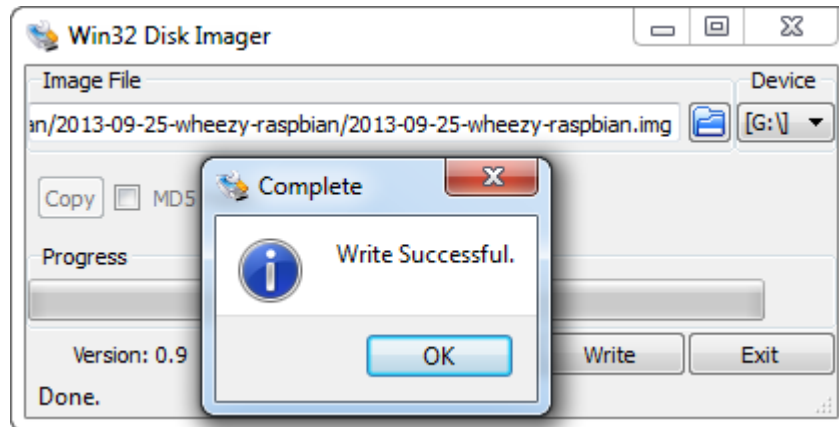 Win32 Disk Imager
Image File
Device
an/2013-09-25-wheezy-raspbian/2013-09-25-wheezy-raspbian.img
[G:\]
Copy
MD5
Complete
Write Successful.
OK
Progress
Version: 0.9
Write
Exit
Done.